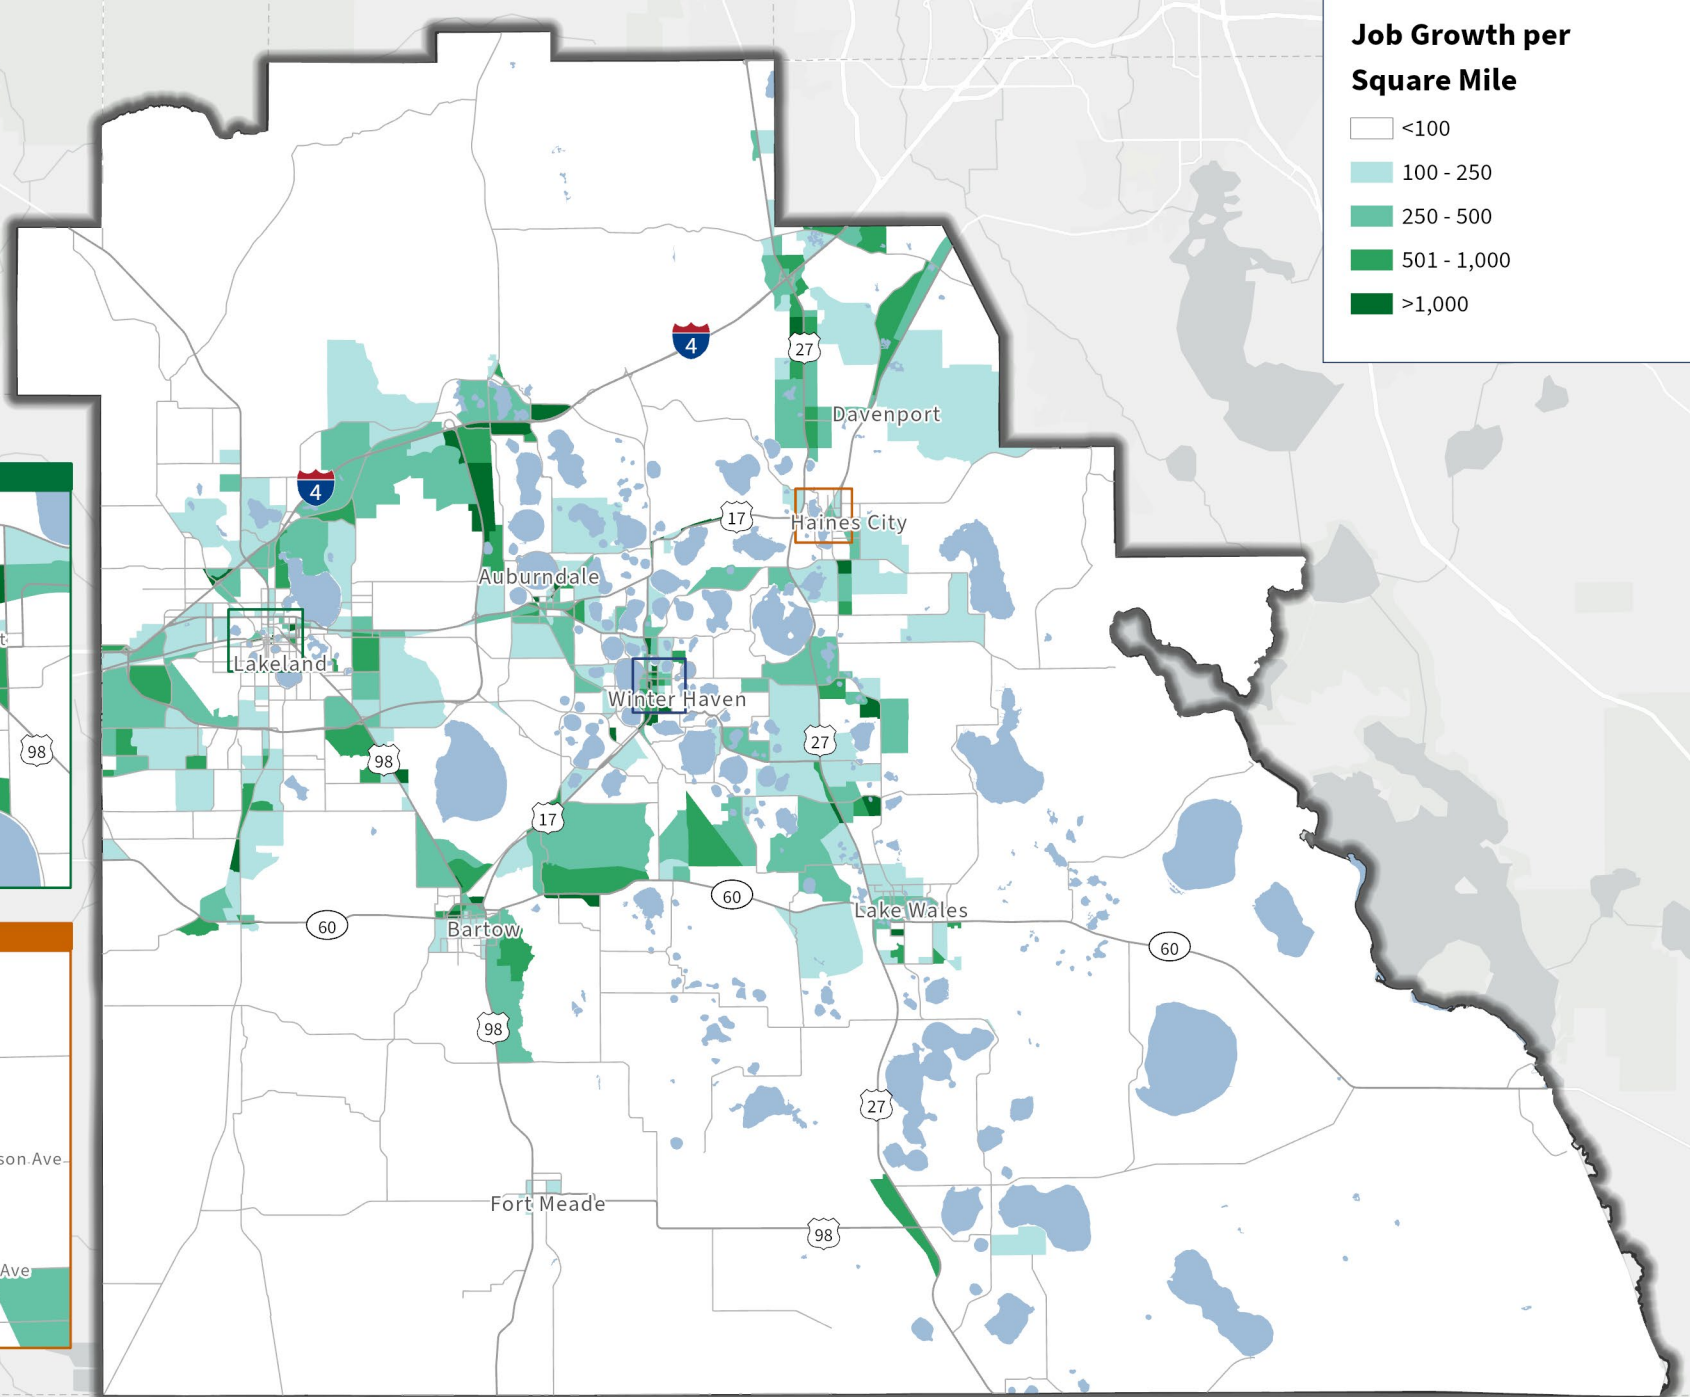 Job Growth per
Square Mile
<100
100 - 250
250 - 500
501 - 1,000
>1,000
4
27
Davenport
4
17
Haines City
Auburndale
t
Lakeland
Winter Haven
98
98
27
17
60
60
Lake Wales
60
Bartow
98
27
son Ave
Fort Meade
98
Ave